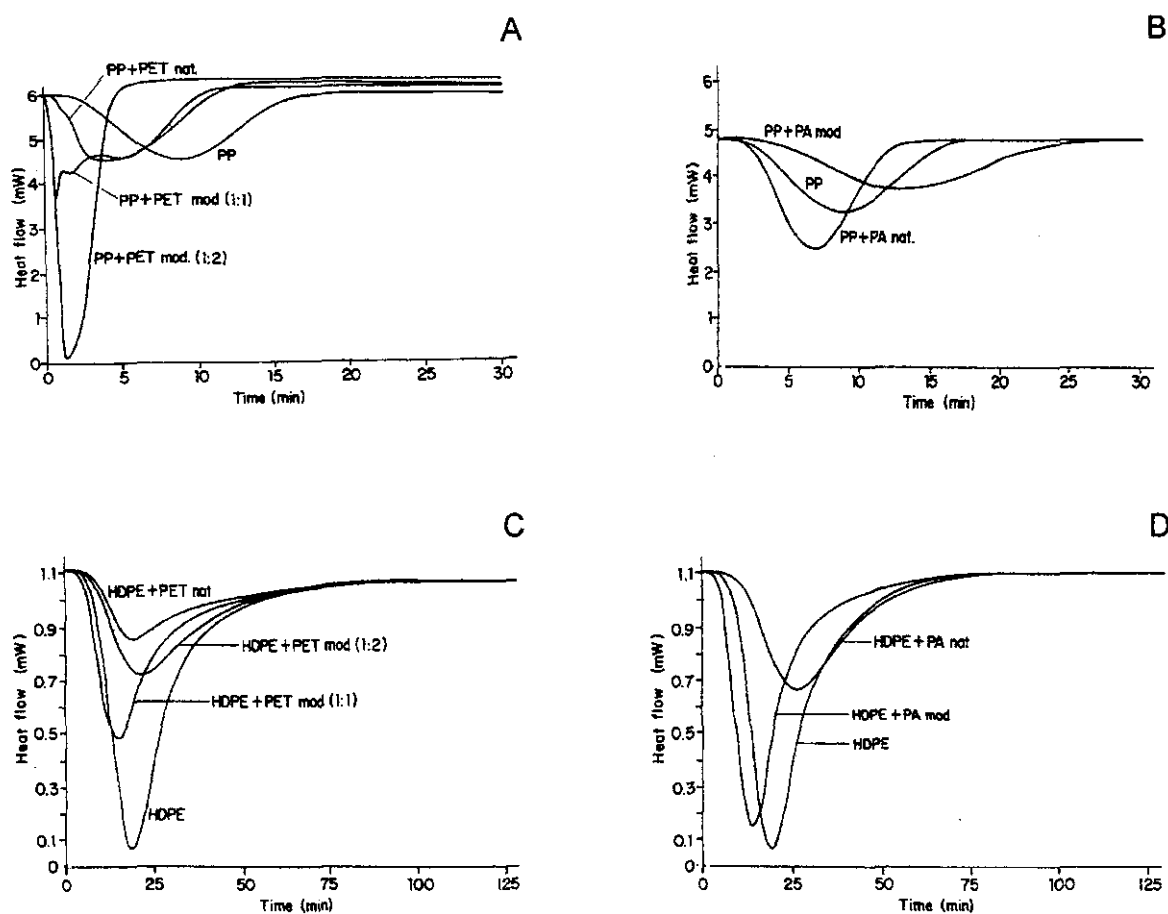 A
PP+PET nat.
PP
PP+PET mod (1:1)
PP+PET mod. (1:2)
Heat flow (mW)
6
5
4
3
2
1
0
0 5 10 15 20 25 30
Time (min)
B
PP+PA mod
PP
PP+PA nat.
Heat flow (mW)
6
5
4
3
2
1
0
0 5 10 15 20 25 30
Time (min)
C
HDPE+PET nat
HDPE+PET mod (1:2)
HDPE+PET mod (1:1)
HDPE
Heat flow (mW)
1.1
0.9
0.7
0.5
0.3
0.1
0
0 25 50 75 100 125
Time (min)
D
HDPE+PA nat
HDPE+PA mod
HDPE
Heat flow (mW)
1.1
0.9
0.7
0.5
0.3
0.1
0
0 25 50 75 100 125
Time (min)